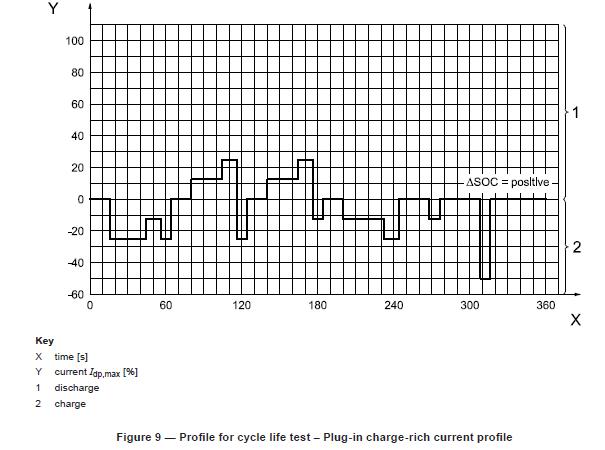 Y
100
80
60
40
20
0
-20
-40
-60
1
ΔSOC = positive
2
0 60 120 180 240 300 360
X
Key
X time [s]
Y current Idp,max [%]
1 discharge
2 charge
Figure 9 — Profile for cycle life test – Plug-in charge-rich current profile